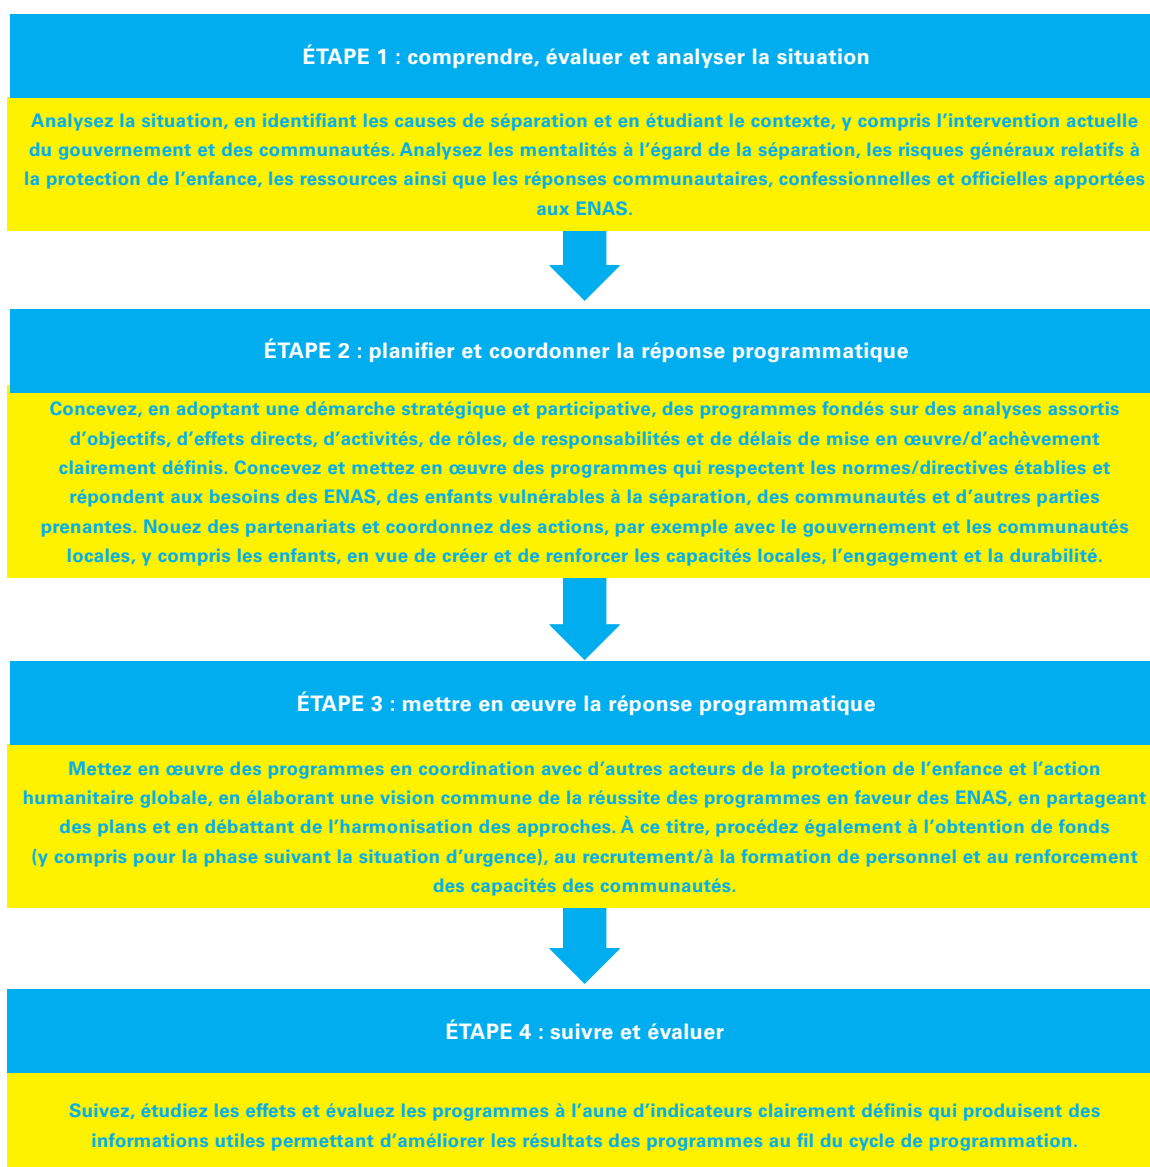 ÉTAPE 1 : comprendre, évaluer et analyser la situation
Analysez la situation, en identifiant les causes de séparation et en étudiant le contexte, y compris l’intervention actuelle
du gouvernement et des communautés. Analysez les mentalités à l’égard de la séparation, les risques généraux relatifs à
la protection de l’enfance, les ressources ainsi que les réponses communautaires, confessionnelles et officielles apportées
aux ENAS.
ÉTAPE 2 : planifier et coordonner la réponse programmatique
Concevez, en adoptant une démarche stratégique et participative, des programmes fondés sur des analyses assortis
d’objectifs, d’effets directs, d’activités, de rôles, de responsabilités et de délais de mise en œuvre/d’achèvement
clairement définis. Concevez et mettez en œuvre des programmes qui respectent les normes/directives établies et
répondent aux besoins des ENAS, des enfants vulnérables à la séparation, des communautés et d’autres parties
prenantes. Nouez des partenariats et coordonnez des actions, par exemple avec le gouvernement et les communautés
locales, y compris les enfants, en vue de créer et de renforcer les capacités locales, l’engagement et la durabilité.
ÉTAPE 3 : mettre en œuvre la réponse programmatique
Mettez en œuvre des programmes en coordination avec d’autres acteurs de la protection de l’enfance et l’action
humanitaire globale, en élaborant une vision commune de la réussite des programmes en faveur des ENAS, en partageant
des plans et en débattant de l’harmonisation des approches. À ce titre, procédez également à l’obtention de fonds
(y compris pour la phase suivant la situation d’urgence), au recrutement/à la formation de personnel et au renforcement
des capacités des communautés.
ÉTAPE 4 : suivre et évaluer
Suivez, étudiez les effets et évaluez les programmes à l’aune d’indicateurs clairement définis qui produisent des
informations utiles permettant d’améliorer les résultats des programmes au fil du cycle de programmation.